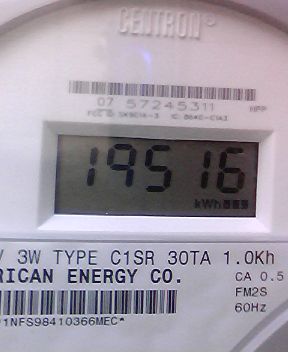 CENTRON®
07 57245311
19516
kWh
V 3W TYPE C1SR 30TA 1.0Kh
RICAN ENERGY CO.
CA 0.5
FM2S
60Hz
*1NFS98410366MEC*